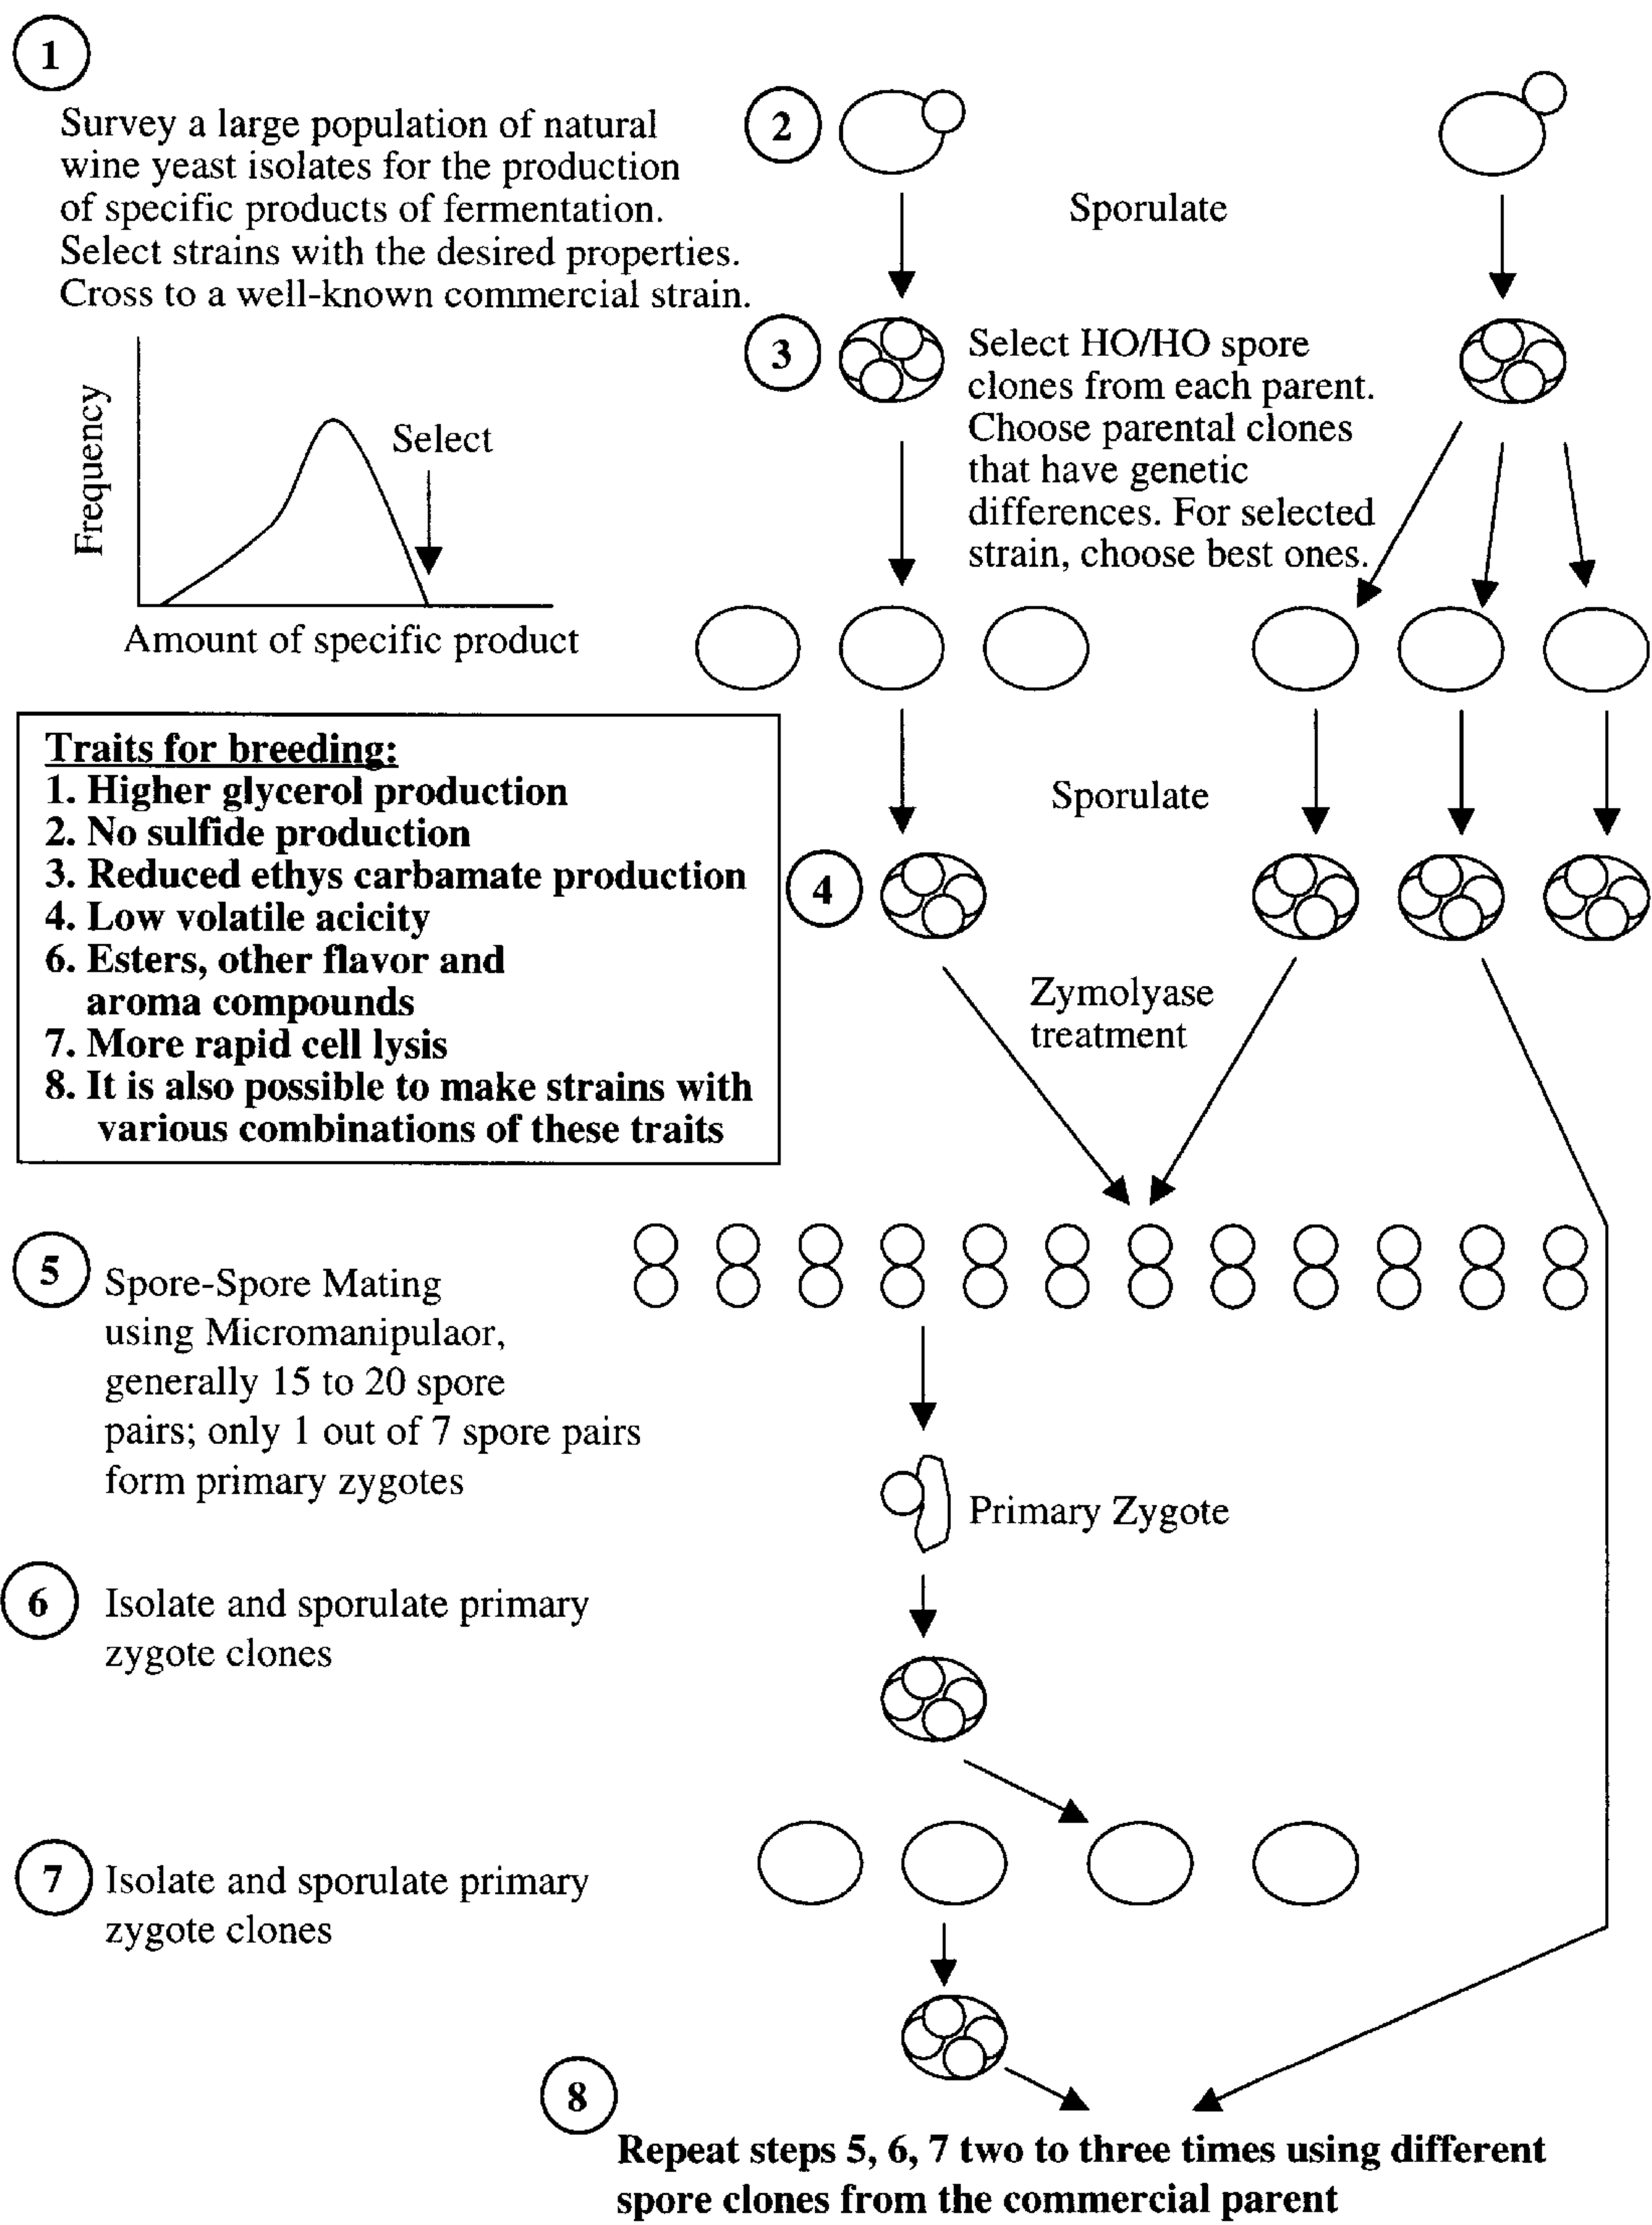 1
Survey a large population of natural
wine yeast isolates for the production
of specific products of fermentation.
Select strains with the desired properties.
Cross to a well-known commercial strain.
Frequency
Select
Amount of specific product
2
Sporulate
3
Select HO/HO spore
clones from each parent.
Choose parental clones
that have genetic
differences. For selected
strain, choose best ones.
Traits for breeding:
1. Higher glycerol production
2. No sulfide production
3. Reduced ethys carbamate production
4. Low volatile acicity
6. Esters, other flavor and
aroma compounds
7. More rapid cell lysis
8. It is also possible to make strains with
various combinations of these traits
Sporulate
4
Zymolyase
treatment
5
Spore-Spore Mating
using Micromanipulaor,
generally 15 to 20 spore
pairs; only 1 out of 7 spore pairs
form primary zygotes
Primary Zygote
6
Isolate and sporulate primary
zygote clones
7
Isolate and sporulate primary
zygote clones
8
Repeat steps 5, 6, 7 two to three times using different
spore clones from the commercial parent